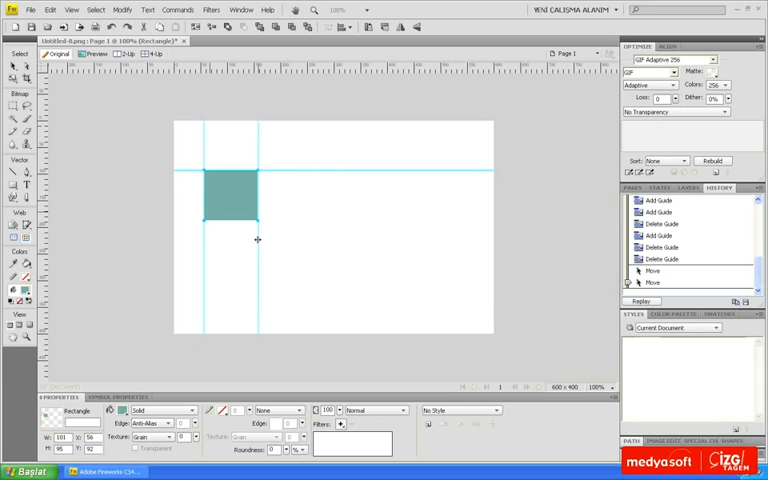 Fw File Edit View Select Modify Text Commands Filters Window Help 100% YENİ CALISMA ALANIM
Untitled-8.png : Page 1 @ 100% (Rectangle)*
Original Preview 2-Up 4-Up Page 1
Select
Bitmap
Vector
Web
Colors
View
OPTIMIZE ALIGN
GIF Adaptive 256
GIF Matte:
Adaptive Colors: 256
Loss: 0 Dither: 0%
No Transparency
Sort: None Rebuild
PAGES STATES LAYERS HISTORY
Add Guide
Add Guide
Delete Guide
Add Guide
Delete Guide
Delete Guide
Move
Move
Replay
STYLES COLOR PALETTE SWATCHES
Current Document
1 600 x 400 100%
PROPERTIES SYMBOL PROPERTIES
Rectangle Solid None 100 Normal No Style
Edge: Anti-Alias Edge: Filters:
W: 101 X: 56 Texture: Grain 0 Texture: Grain 0
H: 95 Y: 92 Transparent Roundness: 0 %
PATH IMAGE EDIT SPECIAL CHARACTERS AUTO SHAPES
medyasoft ÇİZGİ TAGEM
Başlat Adobe Fireworks CS4...